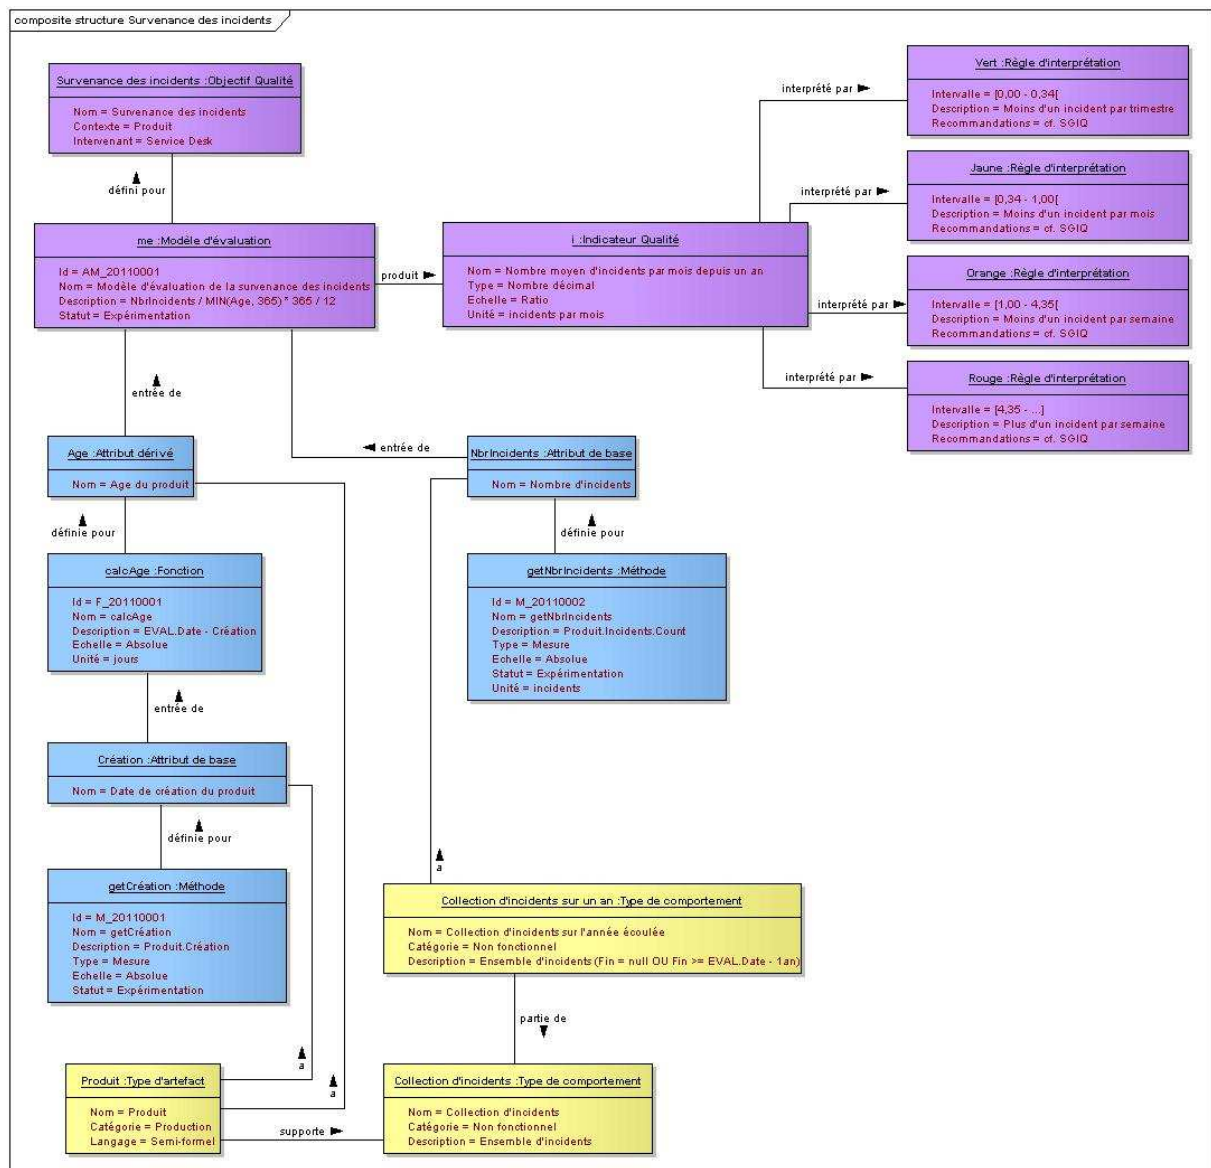 composite structure Survenance des incidents
Survenance des incidents :Objectif Qualité
Nom = Survenance des incidents
Contexte = Produit
Intervenant = Service Desk
défini pour
me :Modèle d'évaluation
Id = AM_20110001
Nom = Modèle d'évaluation de la survenance des incidents
Description = NbrIncidents / MIN(Age, 365) * 365 / 12
Statut = Expérimentation
produit
i :Indicateur Qualité
Nom = Nombre moyen d'incidents par mois depuis un an
Type = Nombre décimal
Echelle = Ratio
Unité = incidents par mois
interprété par
Vert :Règle d'interprétation
Intervalle = [0,00 - 0,34[
Description = Moins d'un incident par trimestre
Recommandations = cf. SGIQ
interprété par
Jaune :Règle d'interprétation
Intervalle = [0,34 - 1,00[
Description = Moins d'un incident par mois
Recommandations = cf. SGIQ
interprété par
Orange :Règle d'interprétation
Intervalle = [1,00 - 4,35[
Description = Moins d'un incident par semaine
Recommandations = cf. SGIQ
interprété par
Rouge :Règle d'interprétation
Intervalle = [4,35 - ...]
Description = Plus d'un incident par semaine
Recommandations = cf. SGIQ
entrée de
entrée de
Age :Attribut dérivé
Nom = Age du produit
NbrIncidents :Attribut de base
Nom = Nombre d'incidents
définie pour
définie pour
calcAge :Fonction
Id = F_20110001
Nom = calcAge
Description = EVAL.Date - Création
Echelle = Absolue
Unité = jours
getNbrIncidents :Méthode
Id = M_20110002
Nom = getNbrIncidents
Description = Produit.Incidents.Count
Type = Mesure
Echelle = Absolue
Statut = Expérimentation
Unité = incidents
entrée de
Création :Attribut de base
Nom = Date de création du produit
définie pour
getCréation :Méthode
Id = M_20110001
Nom = getCréation
Description = Produit.Création
Type = Mesure
Echelle = Absolue
Statut = Expérimentation
a
Collection d'incidents sur un an :Type de comportement
Nom = Collection d'incidents sur l'année écoulée
Catégorie = Non fonctionnel
Description = Ensemble d'incidents (Fin = null OU Fin >= EVAL.Date - 1an)
partie de
a
a
Produit :Type d'artefact
Nom = Produit
Catégorie = Production
Langage = Semi-formel
supporte
Collection d'incidents :Type de comportement
Nom = Collection d'incidents
Catégorie = Non fonctionnel
Description = Ensemble d'incidents